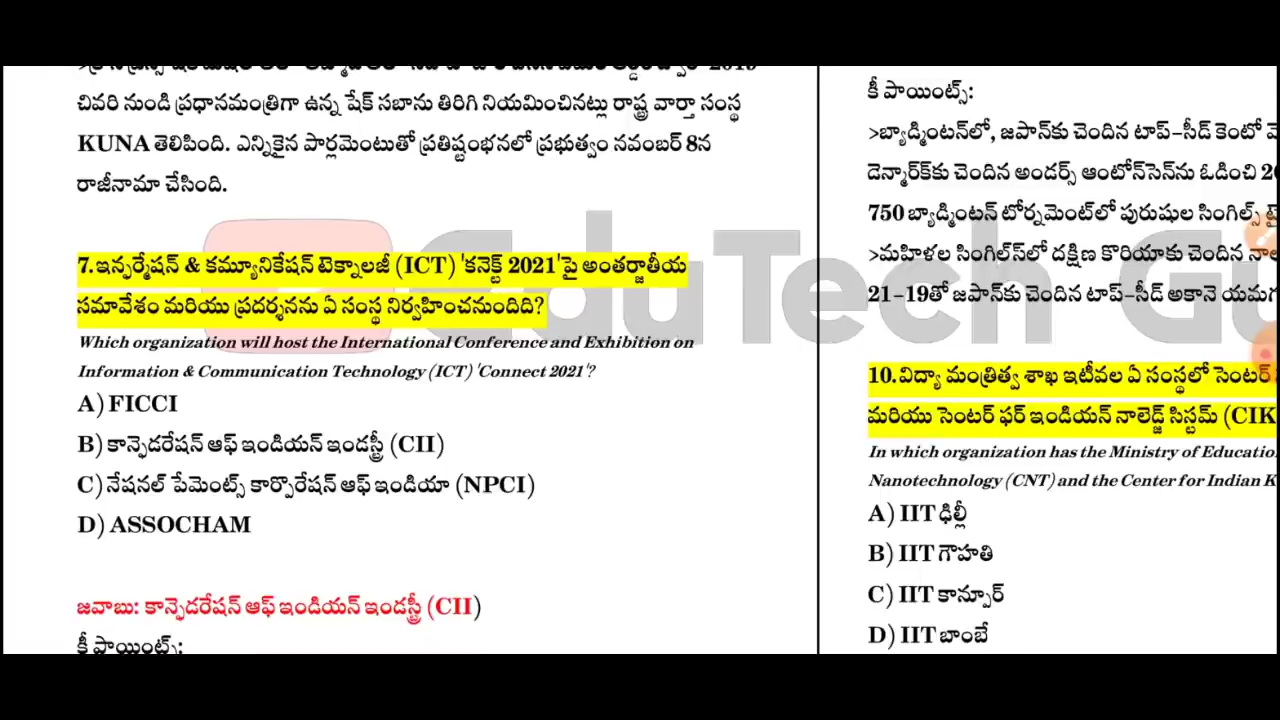 చివరి నుండి ప్రధానమంత్రిగా ఉన్న షేక్ సబాను తిరిగి నియమించినట్లు రాష్ట్ర వార్తా సంస్థ
KUNA తెలిపింది. ఎన్నికైన పార్లమెంటుతో ప్రతిష్టంభనలో ప్రభుత్వం నవంబర్ 8న
రాజీనామా చేసింది.
7.ఇన్ఫర్మేషన్ & కమ్యూనికేషన్ టెక్నాలజీ (ICT) 'కనెక్ట్ 2021'పై అంతర్జాతీయ
సమావేశం మరియు ప్రదర్శనను ఏ సంస్థ నిర్వహించనుందిది?
Which organization will host the International Conference and Exhibition on
Information & Communication Technology (ICT) 'Connect 2021'?
A) FICCI
B) కాన్ఫెడరేషన్ ఆఫ్ ఇండియన్ ఇండస్ట్రీ (CII)
C) నేషనల్ పేమెంట్స్ కార్పొరేషన్ ఆఫ్ ఇండియా (NPCI)
D) ASSOCHAM
జవాబు: కాన్ఫెడరేషన్ ఆఫ్ ఇండియన్ ఇండస్ట్రీ (CII)
కీ పాయింట్స్:
కీ పాయింట్స్:
>బ్యాడ్మింటన్‌లో, జపాన్‌కు చెందిన టాప్-సీడ్ కెంటో
డెన్మార్క్‌కు చెందిన అండర్స్ ఆంటోన్‌సెన్‌ను ఓడించి
750 బ్యాడ్మింటన్ టోర్నమెంట్‌లో పురుషుల సింగిల్స్
>మహిళల సింగిల్స్‌లో దక్షిణ కొరియాకు చెందిన
21-19తో జపాన్‌కు చెందిన టాప్-సీడ్ అకానె
10.విద్యా మంత్రిత్వ శాఖ ఇటీవల ఏ సంస్థలో సెంటర్
మరియు సెంటర్ ఫర్ ఇండియన్ నాలెడ్జ్ సిస్టమ్ (CIK
In which organization has the Ministry of Education
Nanotechnology (CNT) and the Center for Indian K
A) IIT ఢిల్లీ
B) IIT గౌహతి
C) IIT కాన్పూర్
D) IIT బాంబే
EduTech Gu